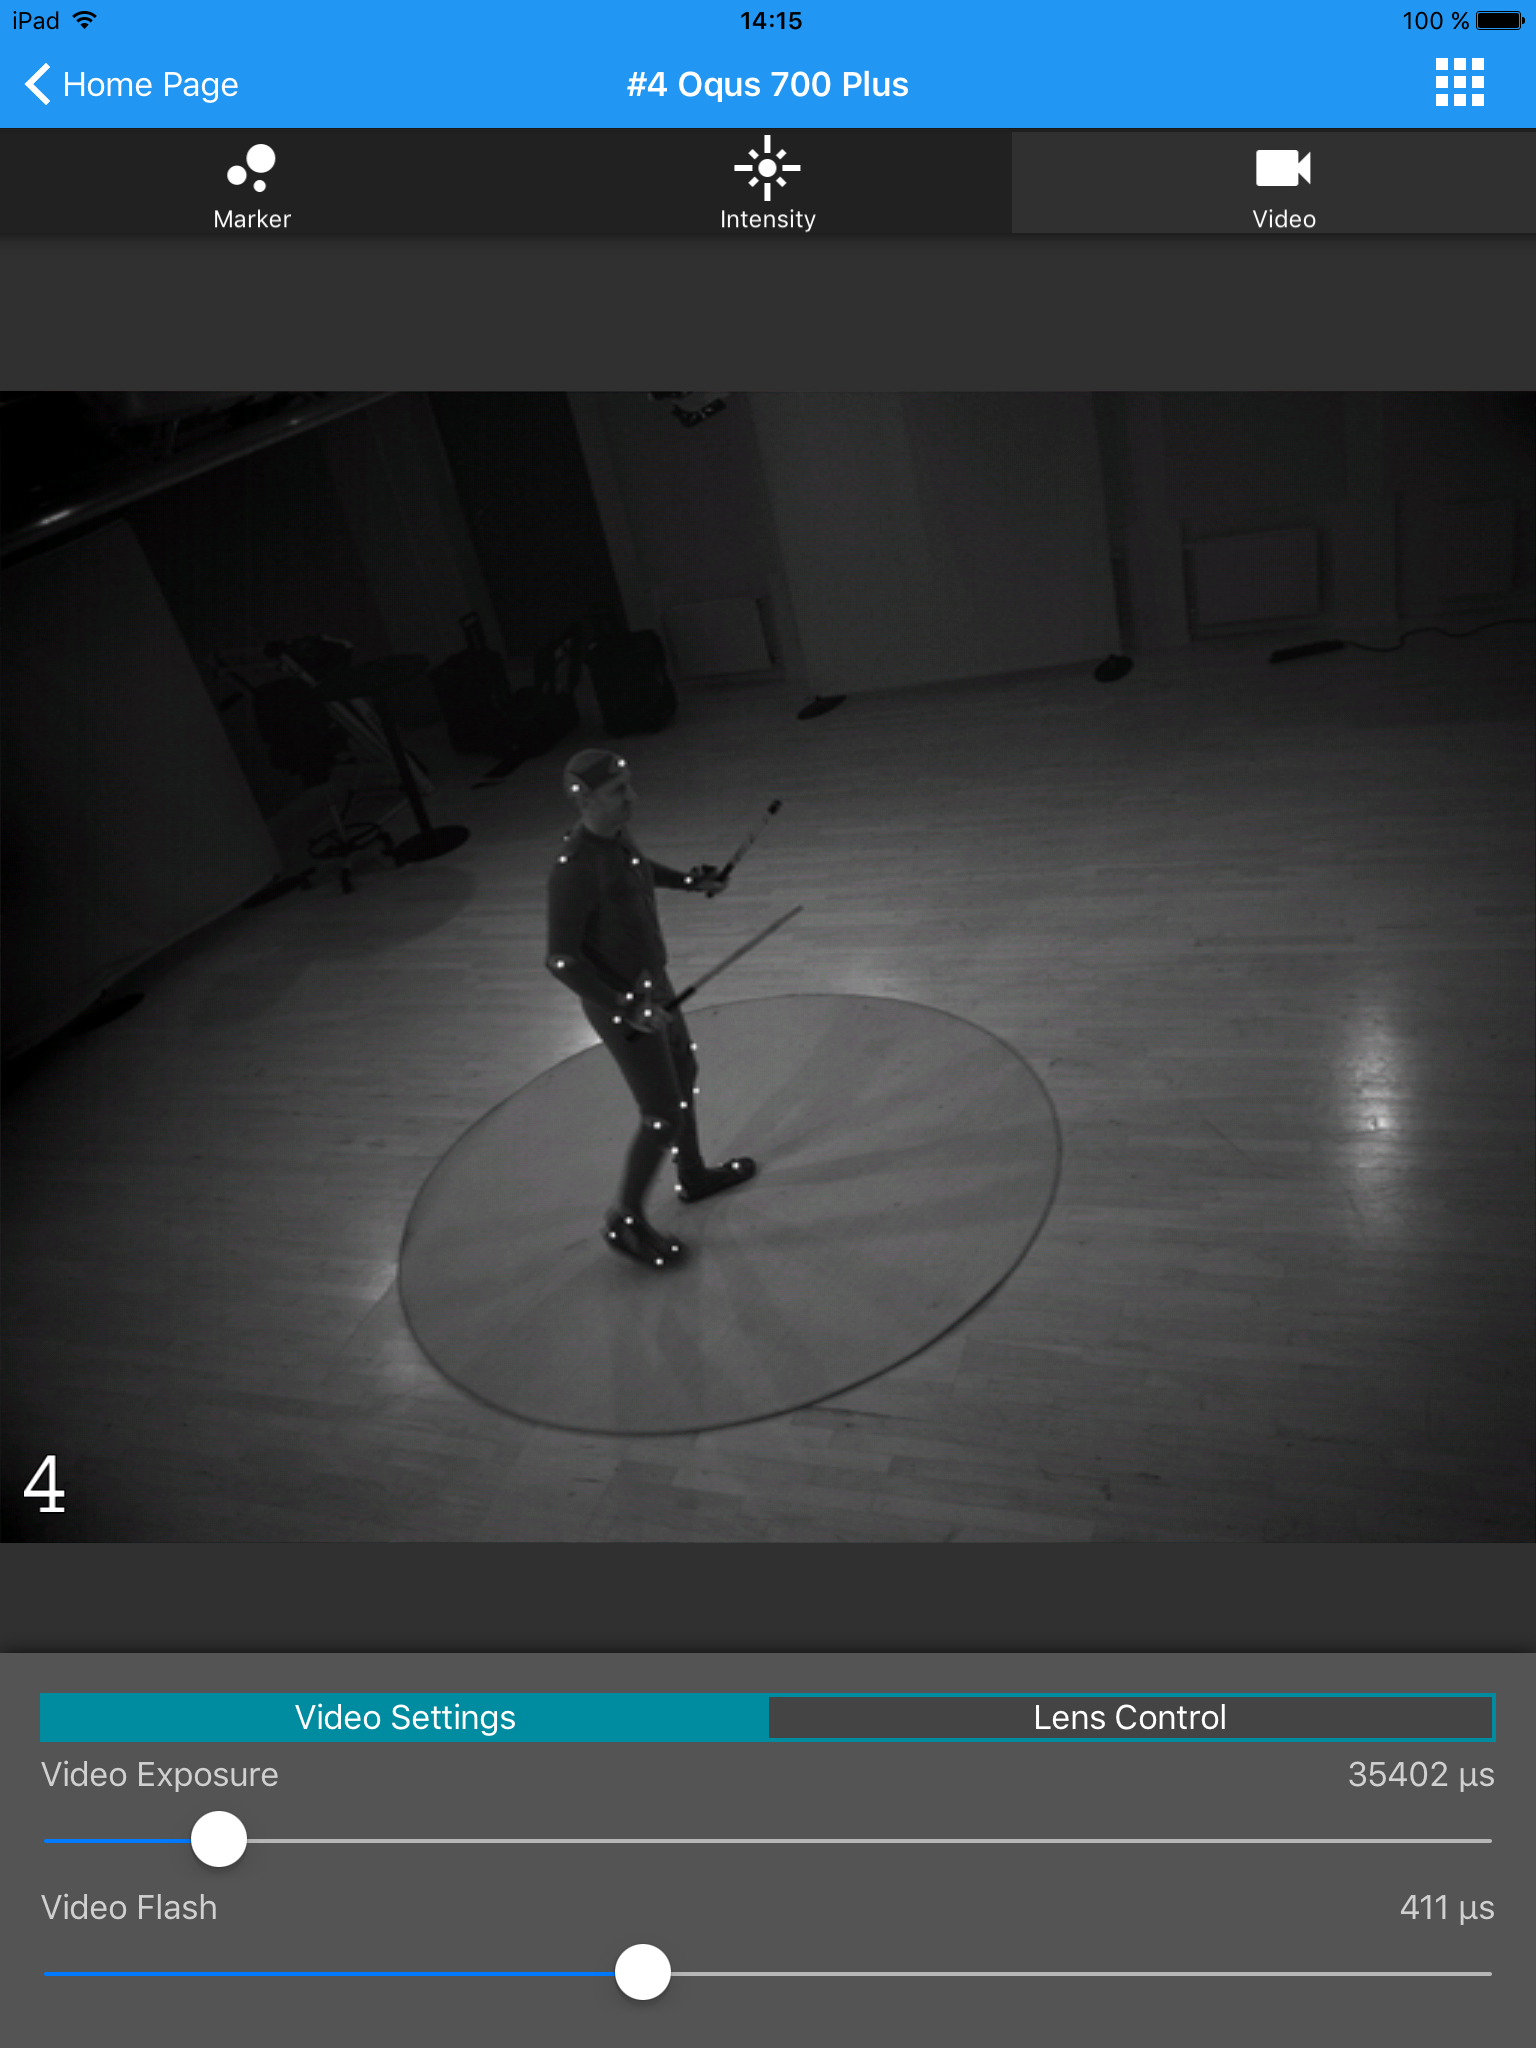 iPad 14:15 100 %
Home Page #4 Oqus 700 Plus
Marker Intensity Video
4
Video Settings Lens Control
Video Exposure 35402 µs
Video Flash 411 µs